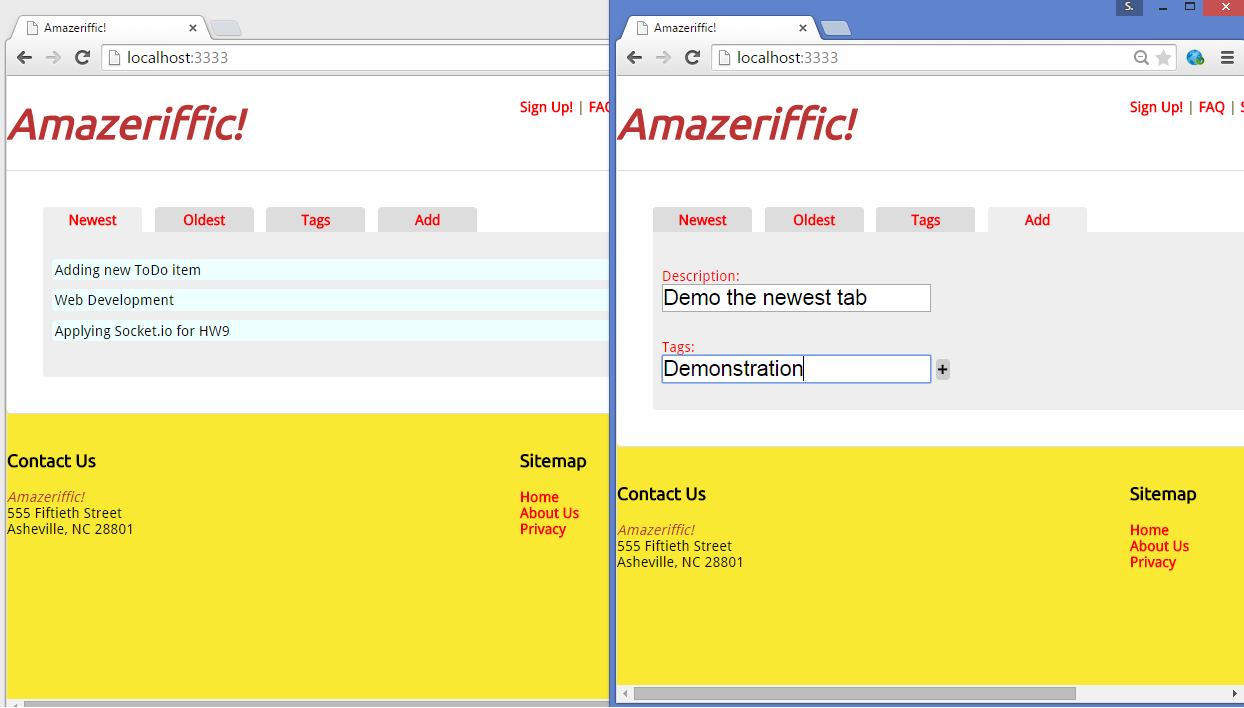 Amazeriffic!
localhost:3333
Amazeriffic!
Sign Up! | FAQ
Newest Oldest Tags Add
Adding new ToDo item
Web Development
Applying Socket.io for HW9
Contact Us
Amazeriffic!
555 Fiftieth Street
Asheville, NC 28801
Sitemap
Home
About Us
Privacy
S.
Amazeriffic!
localhost:3333
Amazeriffic!
Sign Up! | FAQ | S
Newest Oldest Tags Add
Description:
Demo the newest tab
Tags:
Demonstration
+
Contact Us
Amazeriffic!
555 Fiftieth Street
Asheville, NC 28801
Sitemap
Home
About Us
Privacy